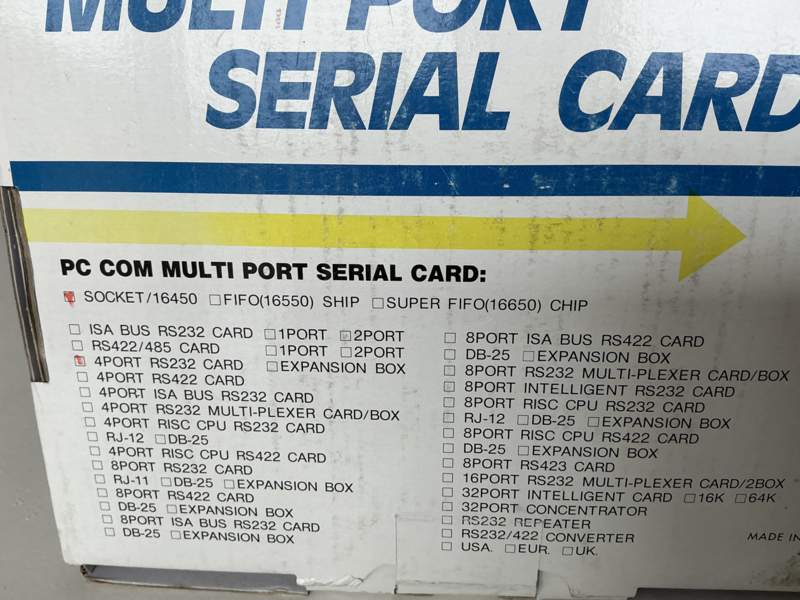 MULTI PORT
SERIAL CARD
PC COM MULTI PORT SERIAL CARD:
SOCKET/16450 □FIFO(16550) SHIP □SUPER FIFO(16650) CHIP
□ ISA BUS RS232 CARD □1PORT □2PORT
□ RS422/485 CARD □1PORT □2PORT
4PORT RS232 CARD □EXPANSION BOX
□ 4PORT RS422 CARD
□ 4PORT ISA BUS RS232 CARD
□ 4PORT RS232 MULTI-PLEXER CARD/BOX
□ 4PORT RISC CPU RS232 CARD
□ RJ-12 □DB-25
□ 4PORT RISC CPU RS422 CARD
□ 8PORT RS232 CARD
□ RJ-11 □DB-25 □EXPANSION BOX
□ 8PORT RS422 CARD
□ DB-25 □EXPANSION BOX
□ 8PORT ISA BUS RS232 CARD
□ DB-25 □EXPANSION BOX
□ 8PORT ISA BUS RS422 CARD
□ DB-25 □EXPANSION BOX
□ 8PORT RS232 MULTI-PLEXER CARD/BOX
□ 8PORT INTELLIGENT RS232 CARD
□ 8PORT RISC CPU RS232 CARD
□ RJ-12 □DB-25 □EXPANSION BOX
□ 8PORT RISC CPU RS422 CARD
□ DB-25 □EXPANSION BOX
□ 8PORT RS423 CARD
□ 16PORT RS232 MULTI-PLEXER CARD/2BOX
□ 32PORT INTELLIGENT CARD □16K □64K
□ 32PORT CONCENTRATOR
□ RS232 REPEATER
□ RS232/422 CONVERTER
□ USA. □EUR. □UK.
MADE IN